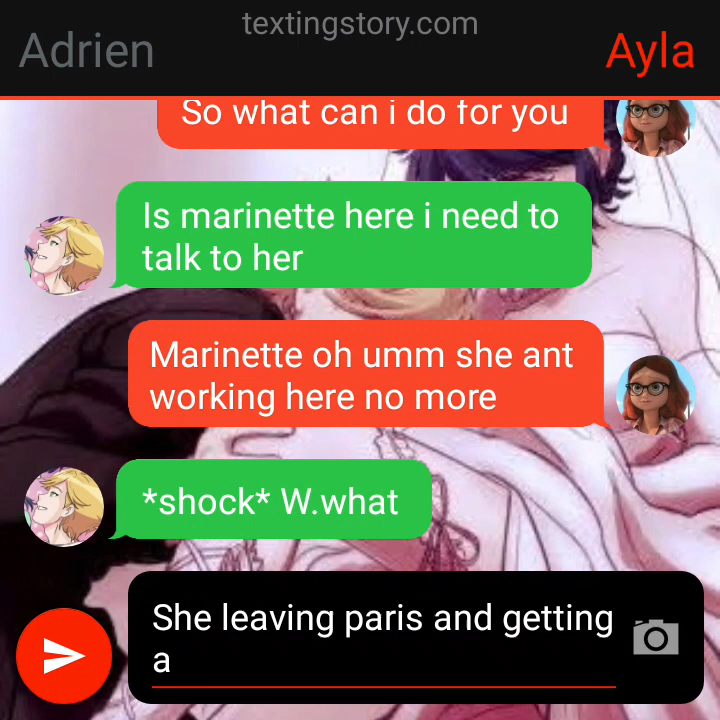 textingstory.com
Adrien
Ayla
So what can i do for you
Is marinette here i need to
talk to her
Marinette oh umm she ant
working here no more
*shock* W.what
She leaving paris and getting
a